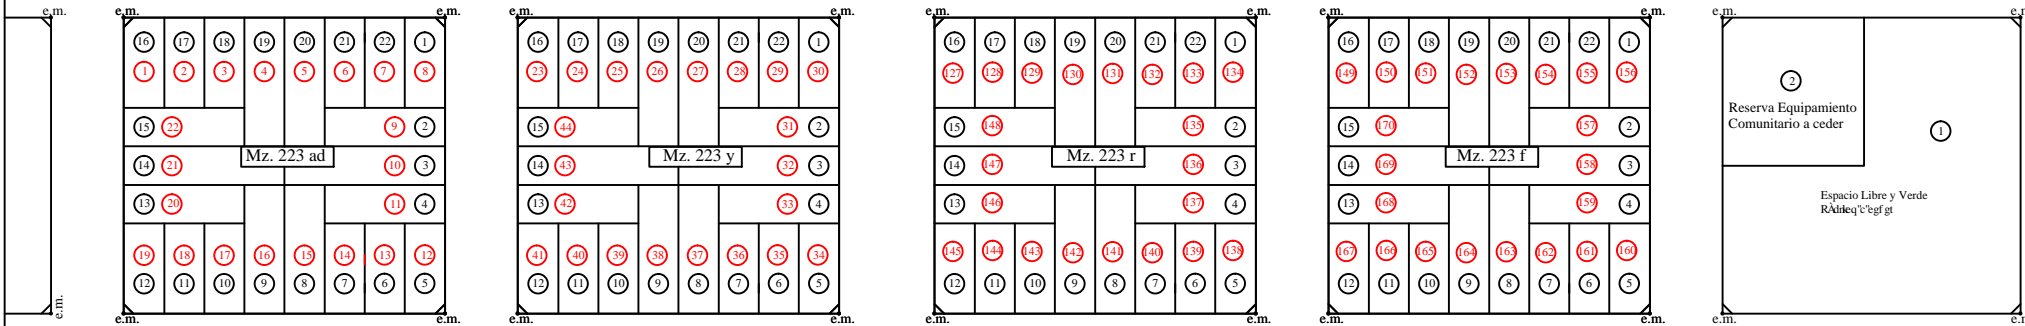 e.m. e.m. e.m. e.m. e.m. e.m. e.m. e.m. e.m. e.m. e.m.
16 17 18 19 20 21 22 1
1 2 3 4 5 6 7 8
15 22 9 2
Mz. 223 ad
14 21 10 3
13 20 11 4
19 18 17 16 15 14 13 12
12 11 10 9 8 7 6 5
16 17 18 19 20 21 22 1
23 24 25 26 27 28 29 30
15 44 31 2
Mz. 223 y
14 43 32 3
13 42 33 4
41 40 39 38 37 36 35 34
12 11 10 9 8 7 6 5
16 17 18 19 20 21 22 1
127 128 129 130 131 132 133 134
15 148 135 2
Mz. 223 r
14 147 136 3
13 146 137 4
145 144 143 142 141 140 139 138
12 11 10 9 8 7 6 5
16 17 18 19 20 21 22 1
149 150 151 152 153 154 155 156
15 170 157 2
Mz. 223 f
14 169 158 3
13 168 159 4
167 166 165 164 163 162 161 160
12 11 10 9 8 7 6 5
2
Reserva Equipamiento
Comunitario a ceder
1
Espacio Libre y Verde
e.m.
e.m. e.m. e.m. e.m. e.m. e.m. e.m. e.m. e.m.